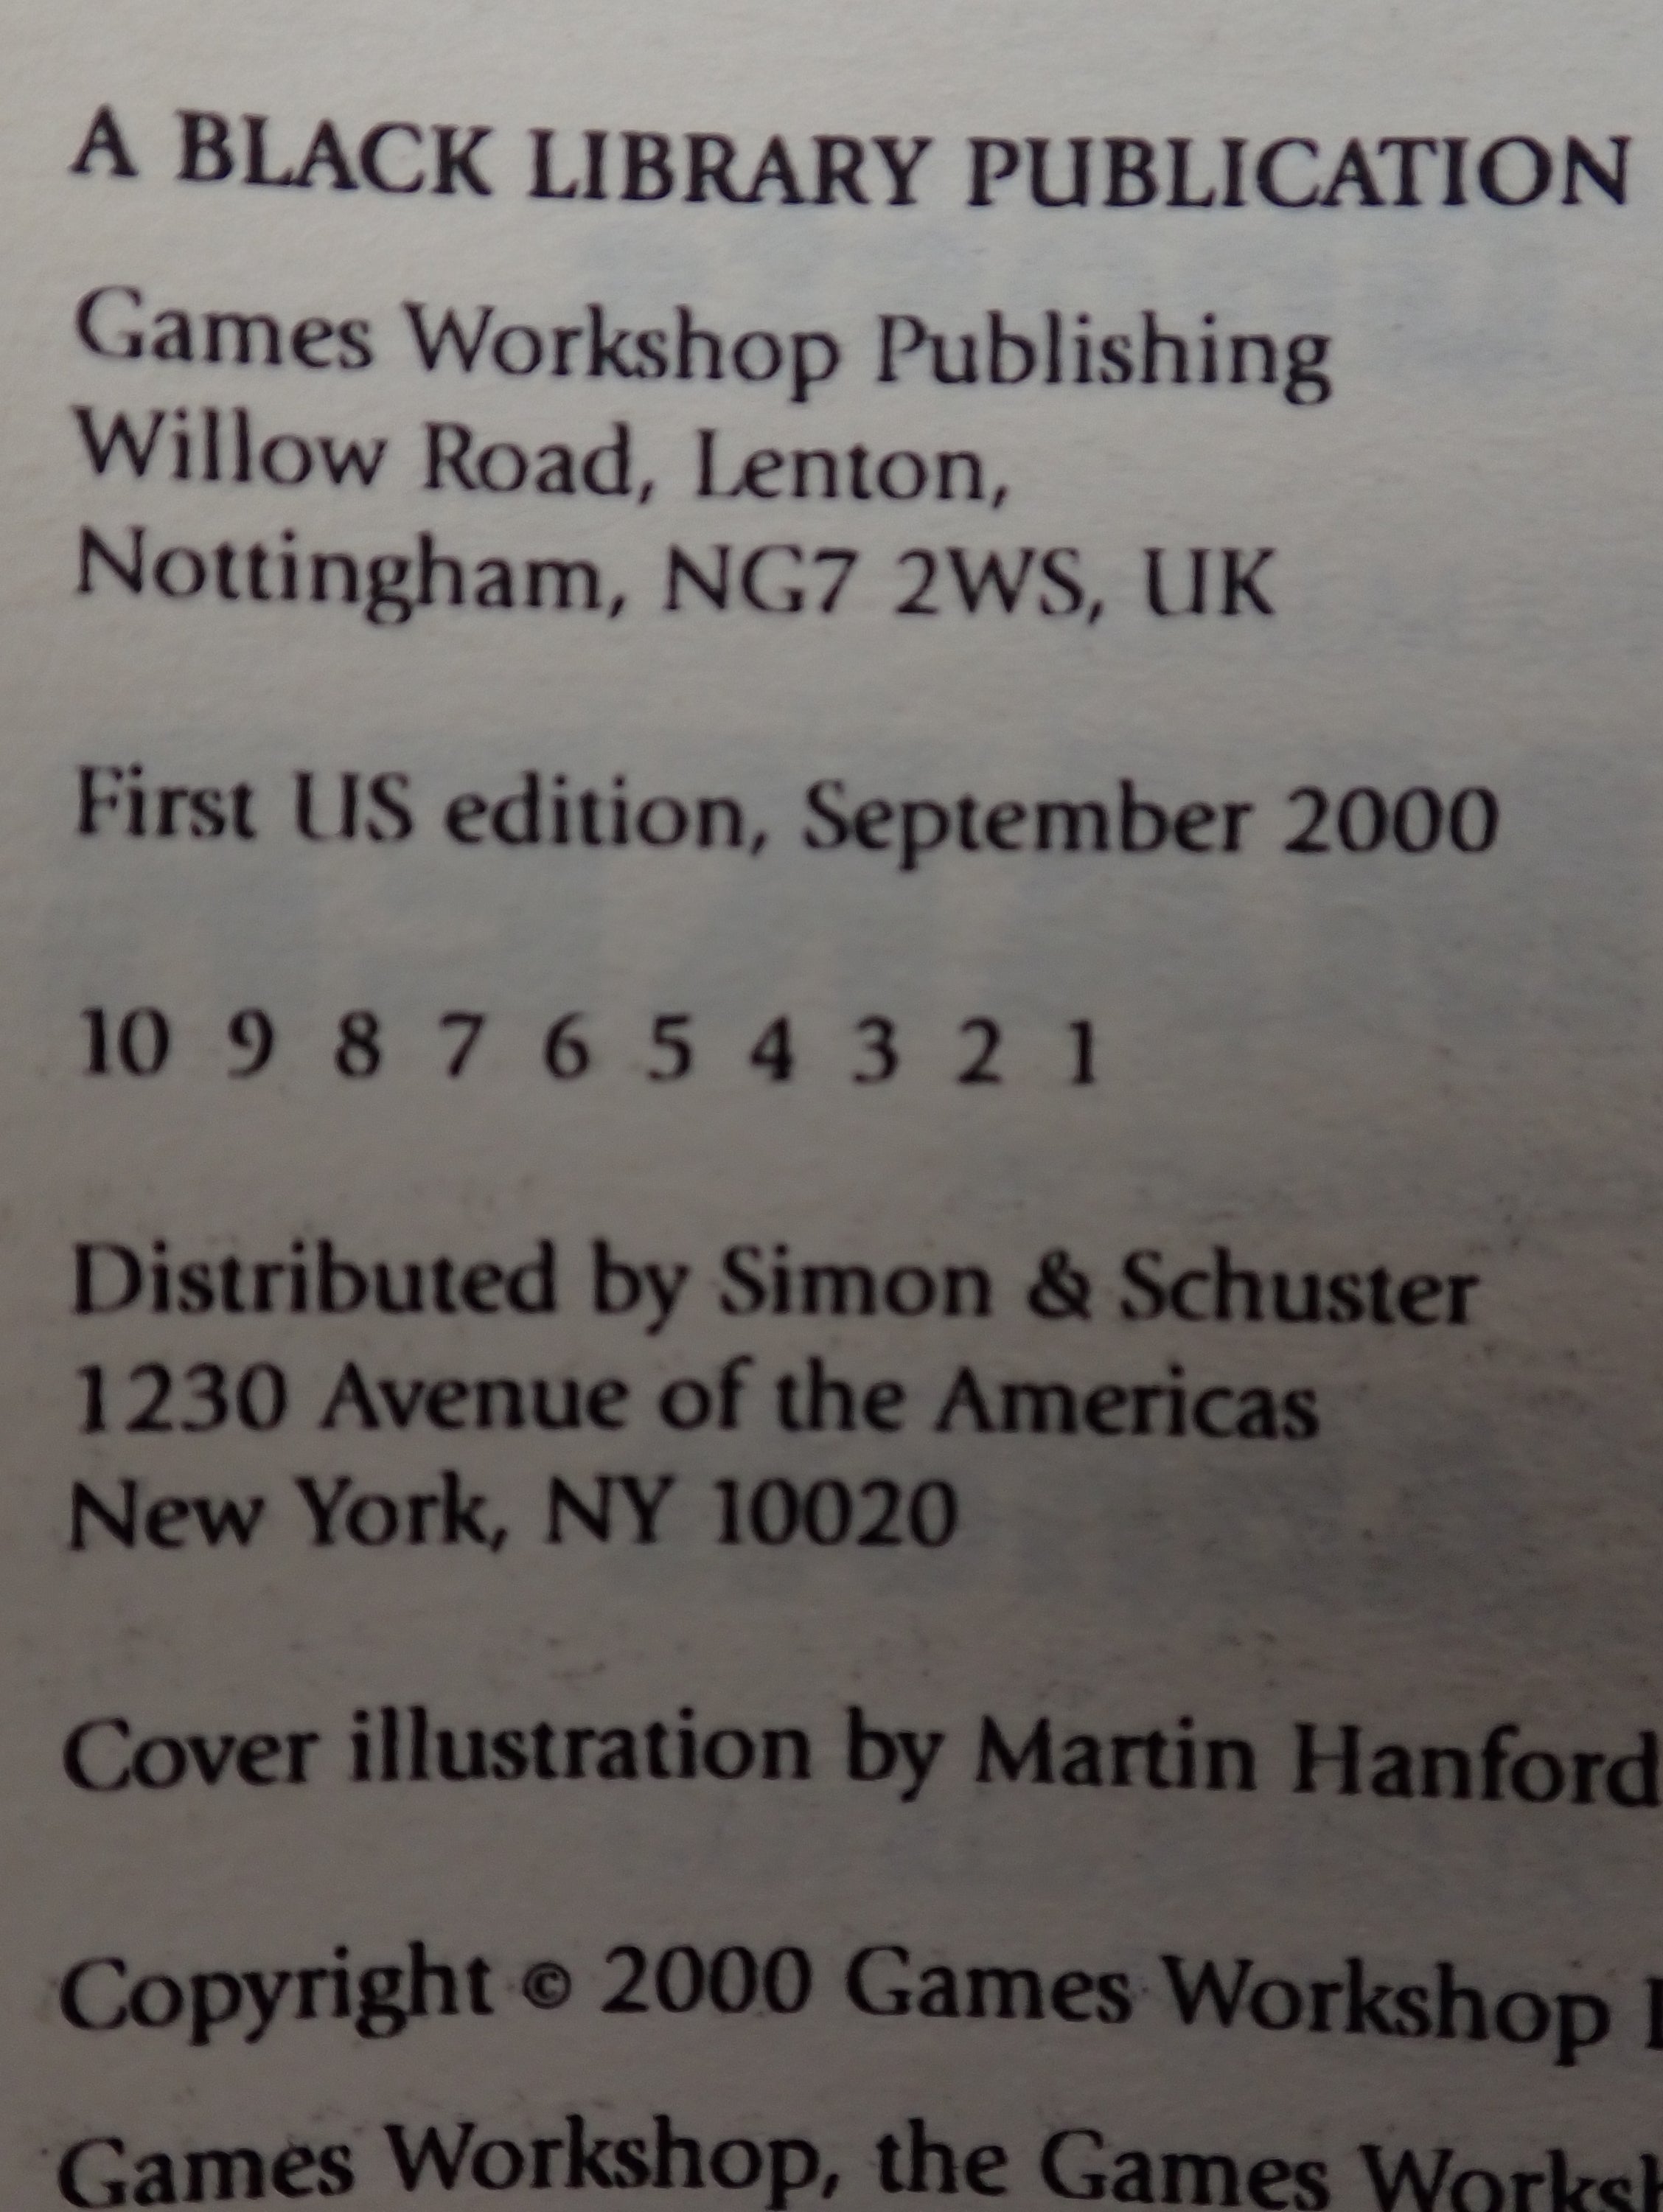 A BLACK LIBRARY PUBLICATION
Games Workshop Publishing
Willow Road, Lenton,
Nottingham, NG7 2WS, UK
First US edition, September 2000
10 9 8 7 6 5 4 3 2 1
Distributed by Simon & Schuster
1230 Avenue of the Americas
New York, NY 10020
Cover illustration by Martin Hanford
Copyright © 2000 Games Workshop
Games Workshop, the Games